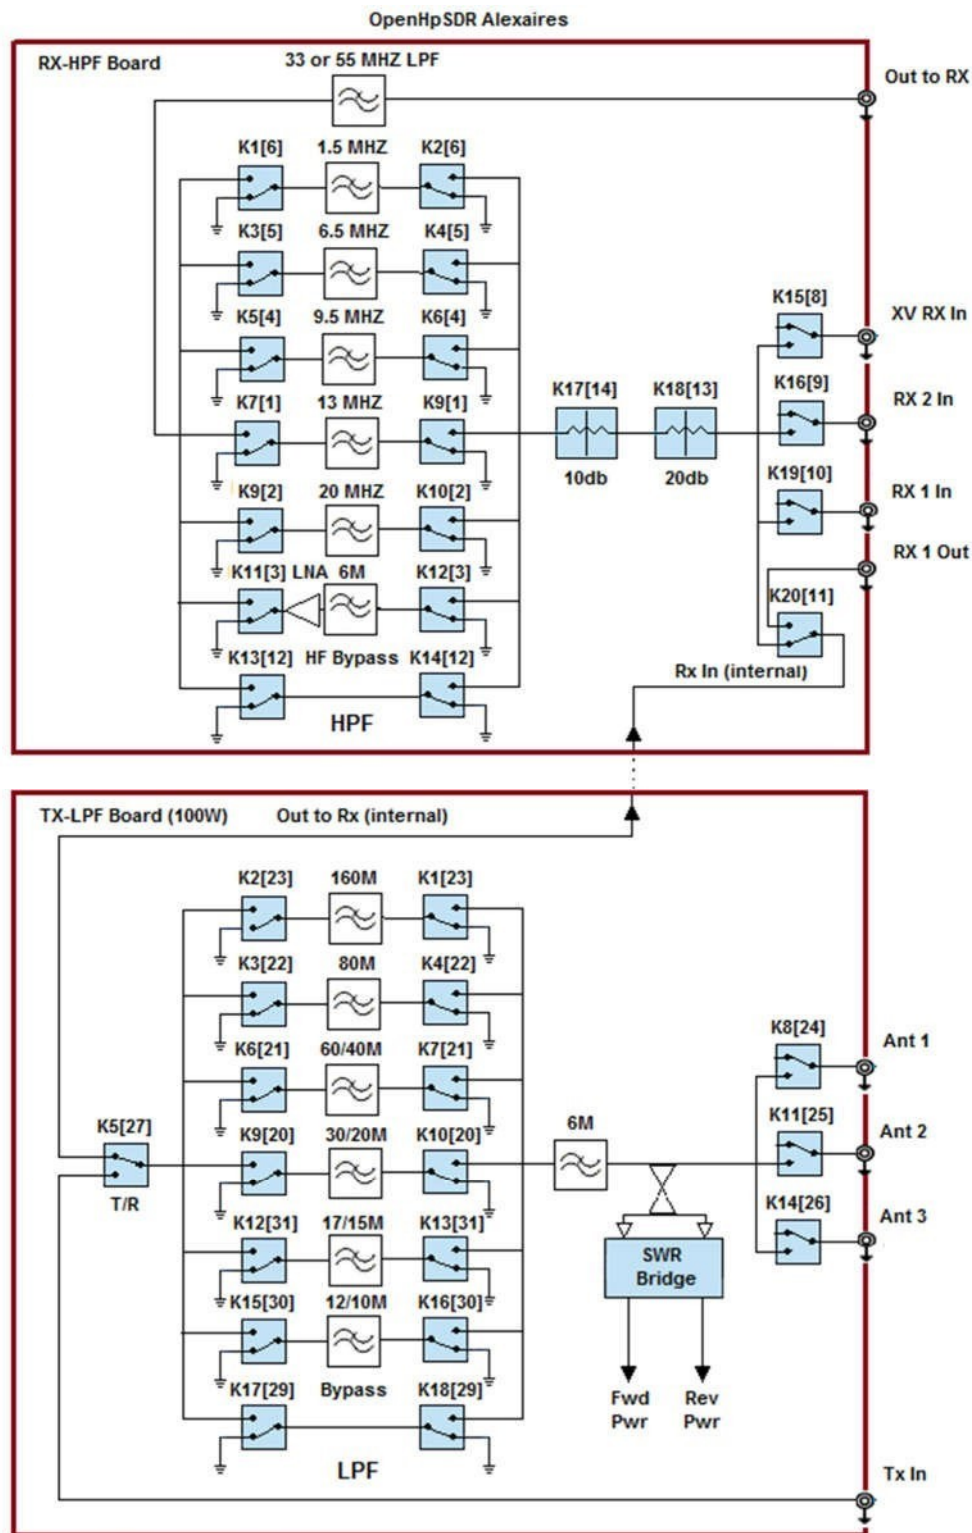 OpenHpSDR Alexaires
RX-HPF Board
33 or 55 MHZ LPF
Out to RX
K1[6] 1.5 MHZ K2[6]
K3[5] 6.5 MHZ K4[5]
K5[4] 9.5 MHZ K6[4]
K7[1] 13 MHZ K9[1]
K9[2] 20 MHZ K10[2]
K11[3] LNA 6M K12[3]
K13[12] HF Bypass K14[12]
HPF
K17[14] K18[13]
10db 20db
K15[8] XV RX In
K16[9] RX 2 In
K19[10] RX 1 In
RX 1 Out
K20[11]
Rx In (internal)
TX-LPF Board (100W) Out to Rx (internal)
K2[23] 160M K1[23]
K3[22] 80M K4[22]
K6[21] 60/40M K7[21]
K9[20] 30/20M K10[20]
K12[31] 17/15M K13[31]
K15[30] 12/10M K16[30]
K17[29] Bypass K18[29]
LPF
K5[27]
T/R
6M
SWR
Bridge
Fwd
Pwr
Rev
Pwr
K8[24] Ant 1
K11[25] Ant 2
K14[26] Ant 3
Tx In